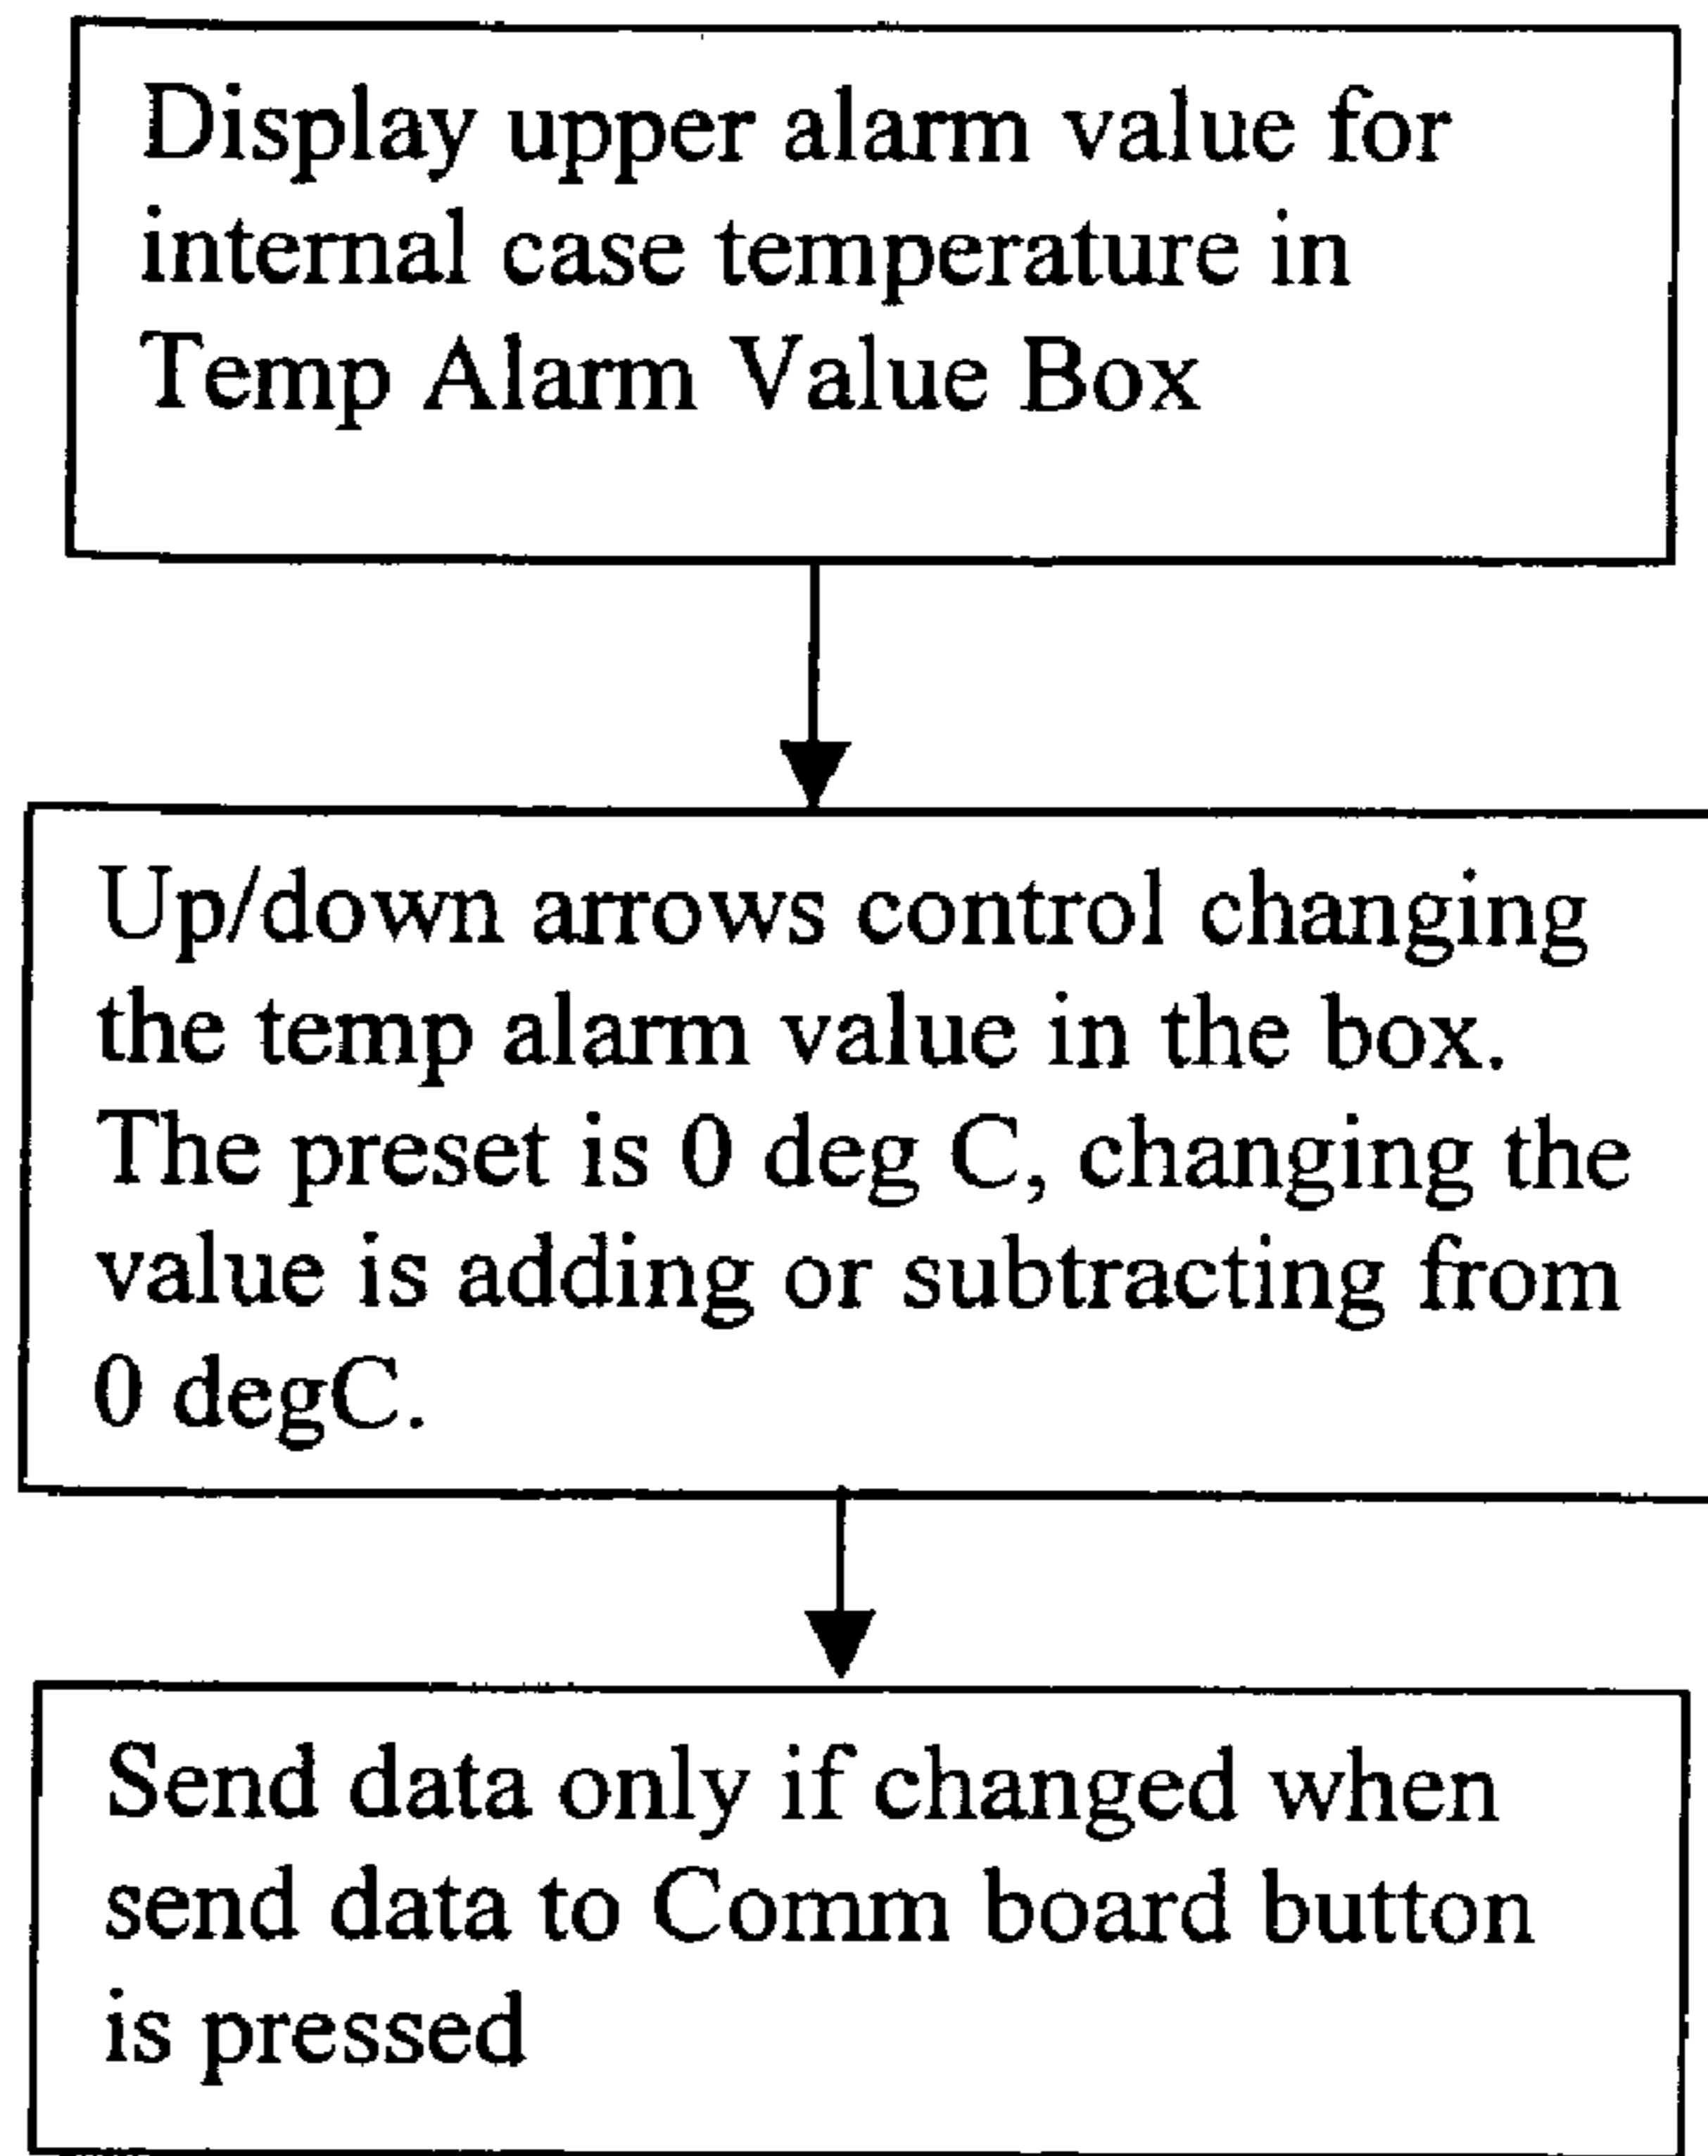 Display upper alarm value for
internal case temperature in
Temp Alarm Value Box
Up/down arrows control changing
the temp alarm value in the box.
The preset is 0 deg C, changing the
value is adding or subtracting from
0 degC.
Send data only if changed when
send data to Comm board button
is pressed